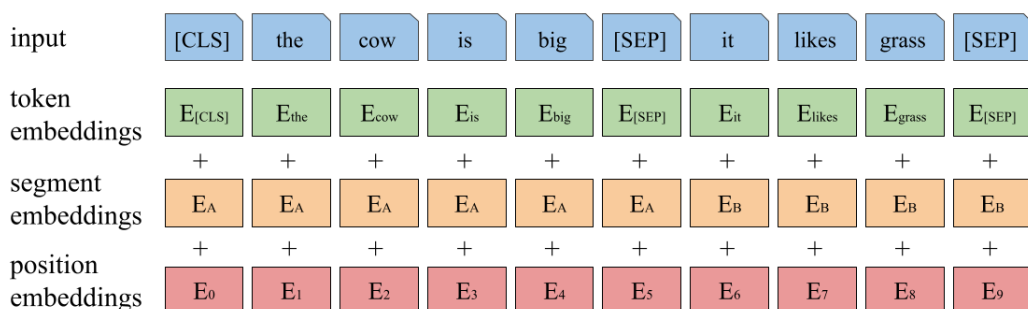 input [CLS] the cow is big [SEP] it likes grass [SEP]
token embeddings E[CLS] Ethe Ecow Eis Ebig E[SEP] Eit Elikes Egrass E[SEP]
+ + + + + + + + + +
segment embeddings EA EA EA EA EA EA EB EB EB EB
+ + + + + + + + + +
position embeddings E0 E1 E2 E3 E4 E5 E6 E7 E8 E9